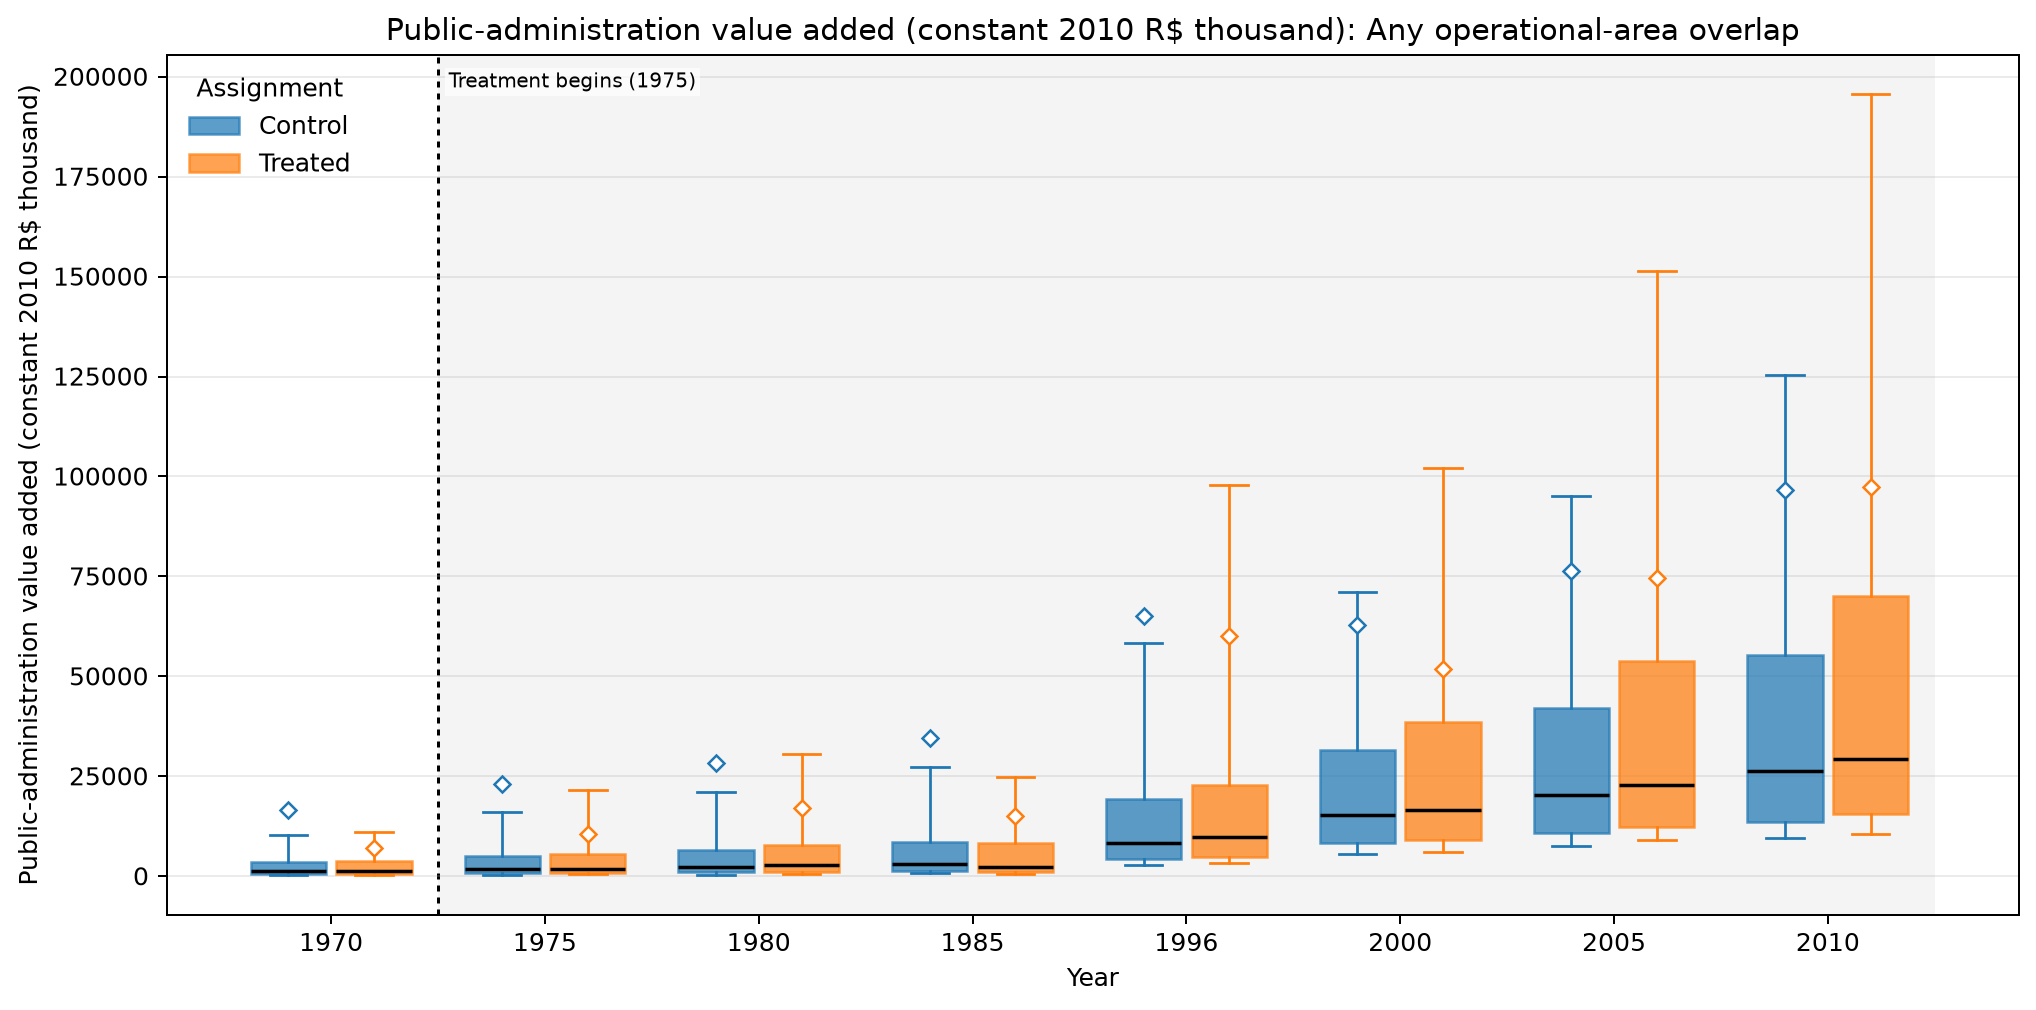 Public-administration value added (constant 2010 R$ thousand): Any operational-area overlap
Public-administration value added (constant 2010 R$ thousand)
200000
175000
150000
125000
100000
75000
50000
25000
0
Assignment
Control
Treated
Treatment begins (1975)
1970
1975
1980
1985
1996
2000
2005
2010
Year